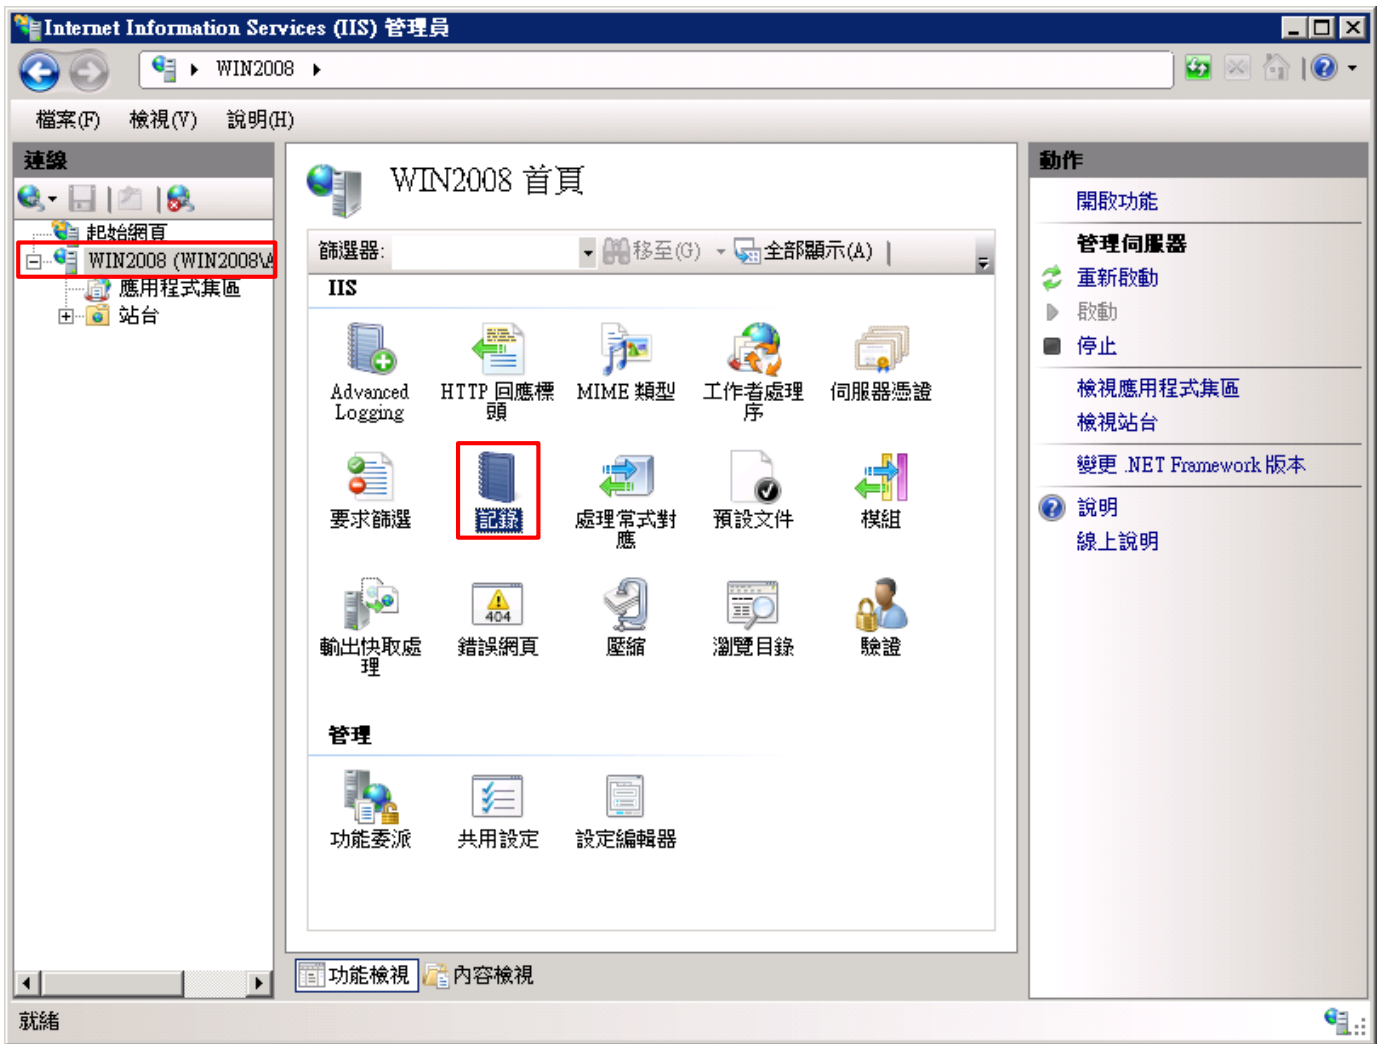 Internet Information Services (IIS) 管理員
WIN2008
檔案(F) 檢視(V) 說明(H)
連線
起始網頁
WIN2008 (WIN2008\A
應用程式集區
站台
WIN2008 首頁
篩選器: 移至(G) 全部顯示(A)
IIS
Advanced
Logging
HTTP 回應標
頭
MIME 類型
工作者處理
序
伺服器憑證
要求篩選
記錄
處理常式對
應
預設文件
模組
輸出快取處
理
錯誤網頁
404
壓縮
瀏覽目錄
驗證
管理
功能委派
共用設定
設定編輯器
功能檢視 內容檢視
動作
開啟功能
管理伺服器
重新啟動
啟動
停止
檢視應用程式集區
檢視站台
變更 .NET Framework 版本
說明
線上說明
就緒